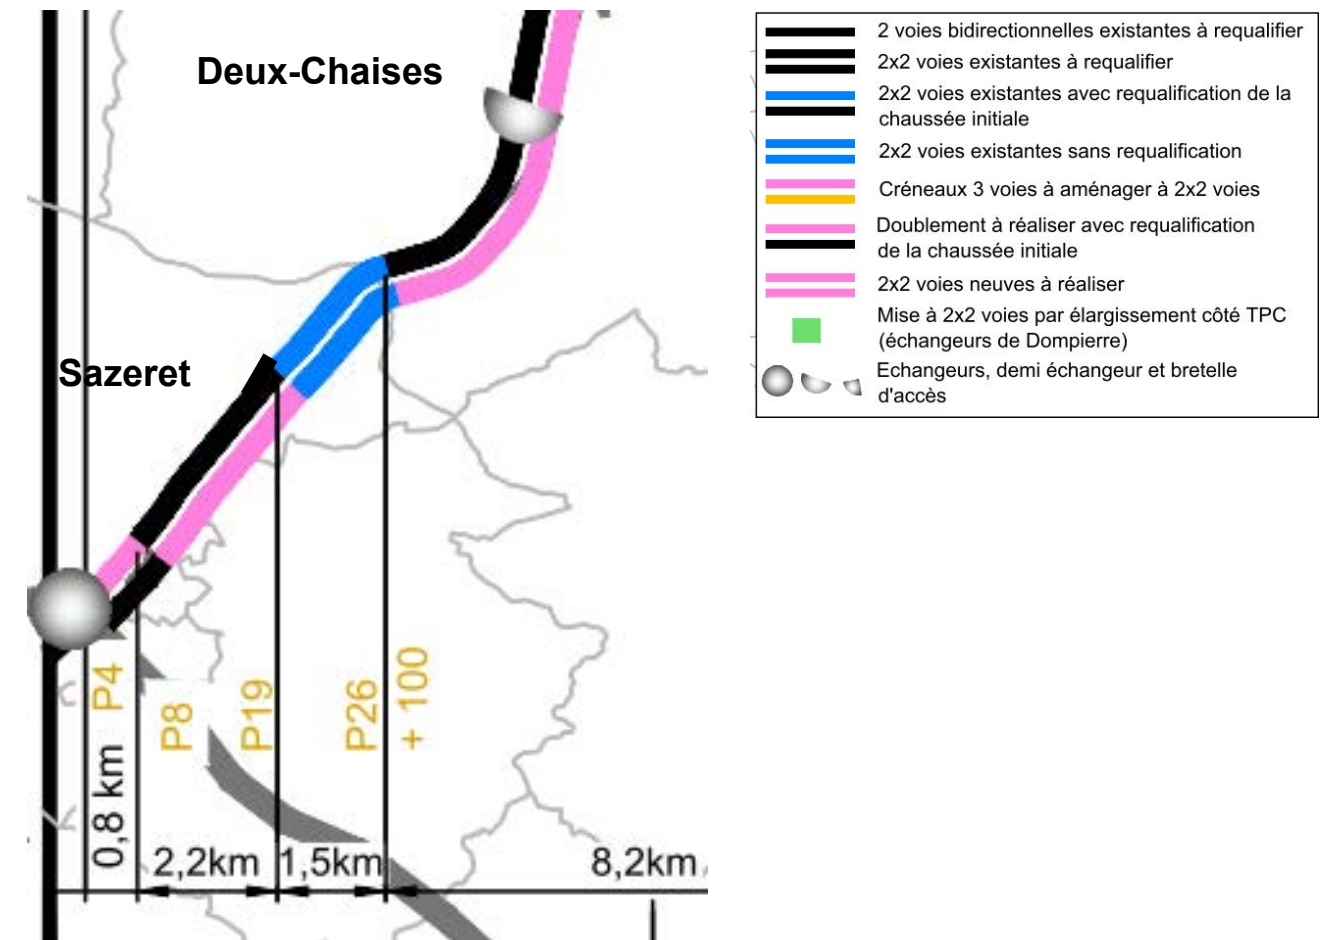 Deux-Chaises
Sazeret
P4
P8
P19
P26
+ 100
0,8 km
2,2km
1,5km
8,2km
2 voies bidirectionnelles existantes à requalifier
2x2 voies existantes à requalifier
2x2 voies existantes avec requalification de la
chaussée initiale
2x2 voies existantes sans requalification
Créneaux 3 voies à aménager à 2x2 voies
Doublement à réaliser avec requalification
de la chaussée initiale
2x2 voies neuves à réaliser
Mise à 2x2 voies par élargissement côté TPC
(échangeurs de Dompierre)
Echangeurs, demi échangeur et bretelle
d'accès